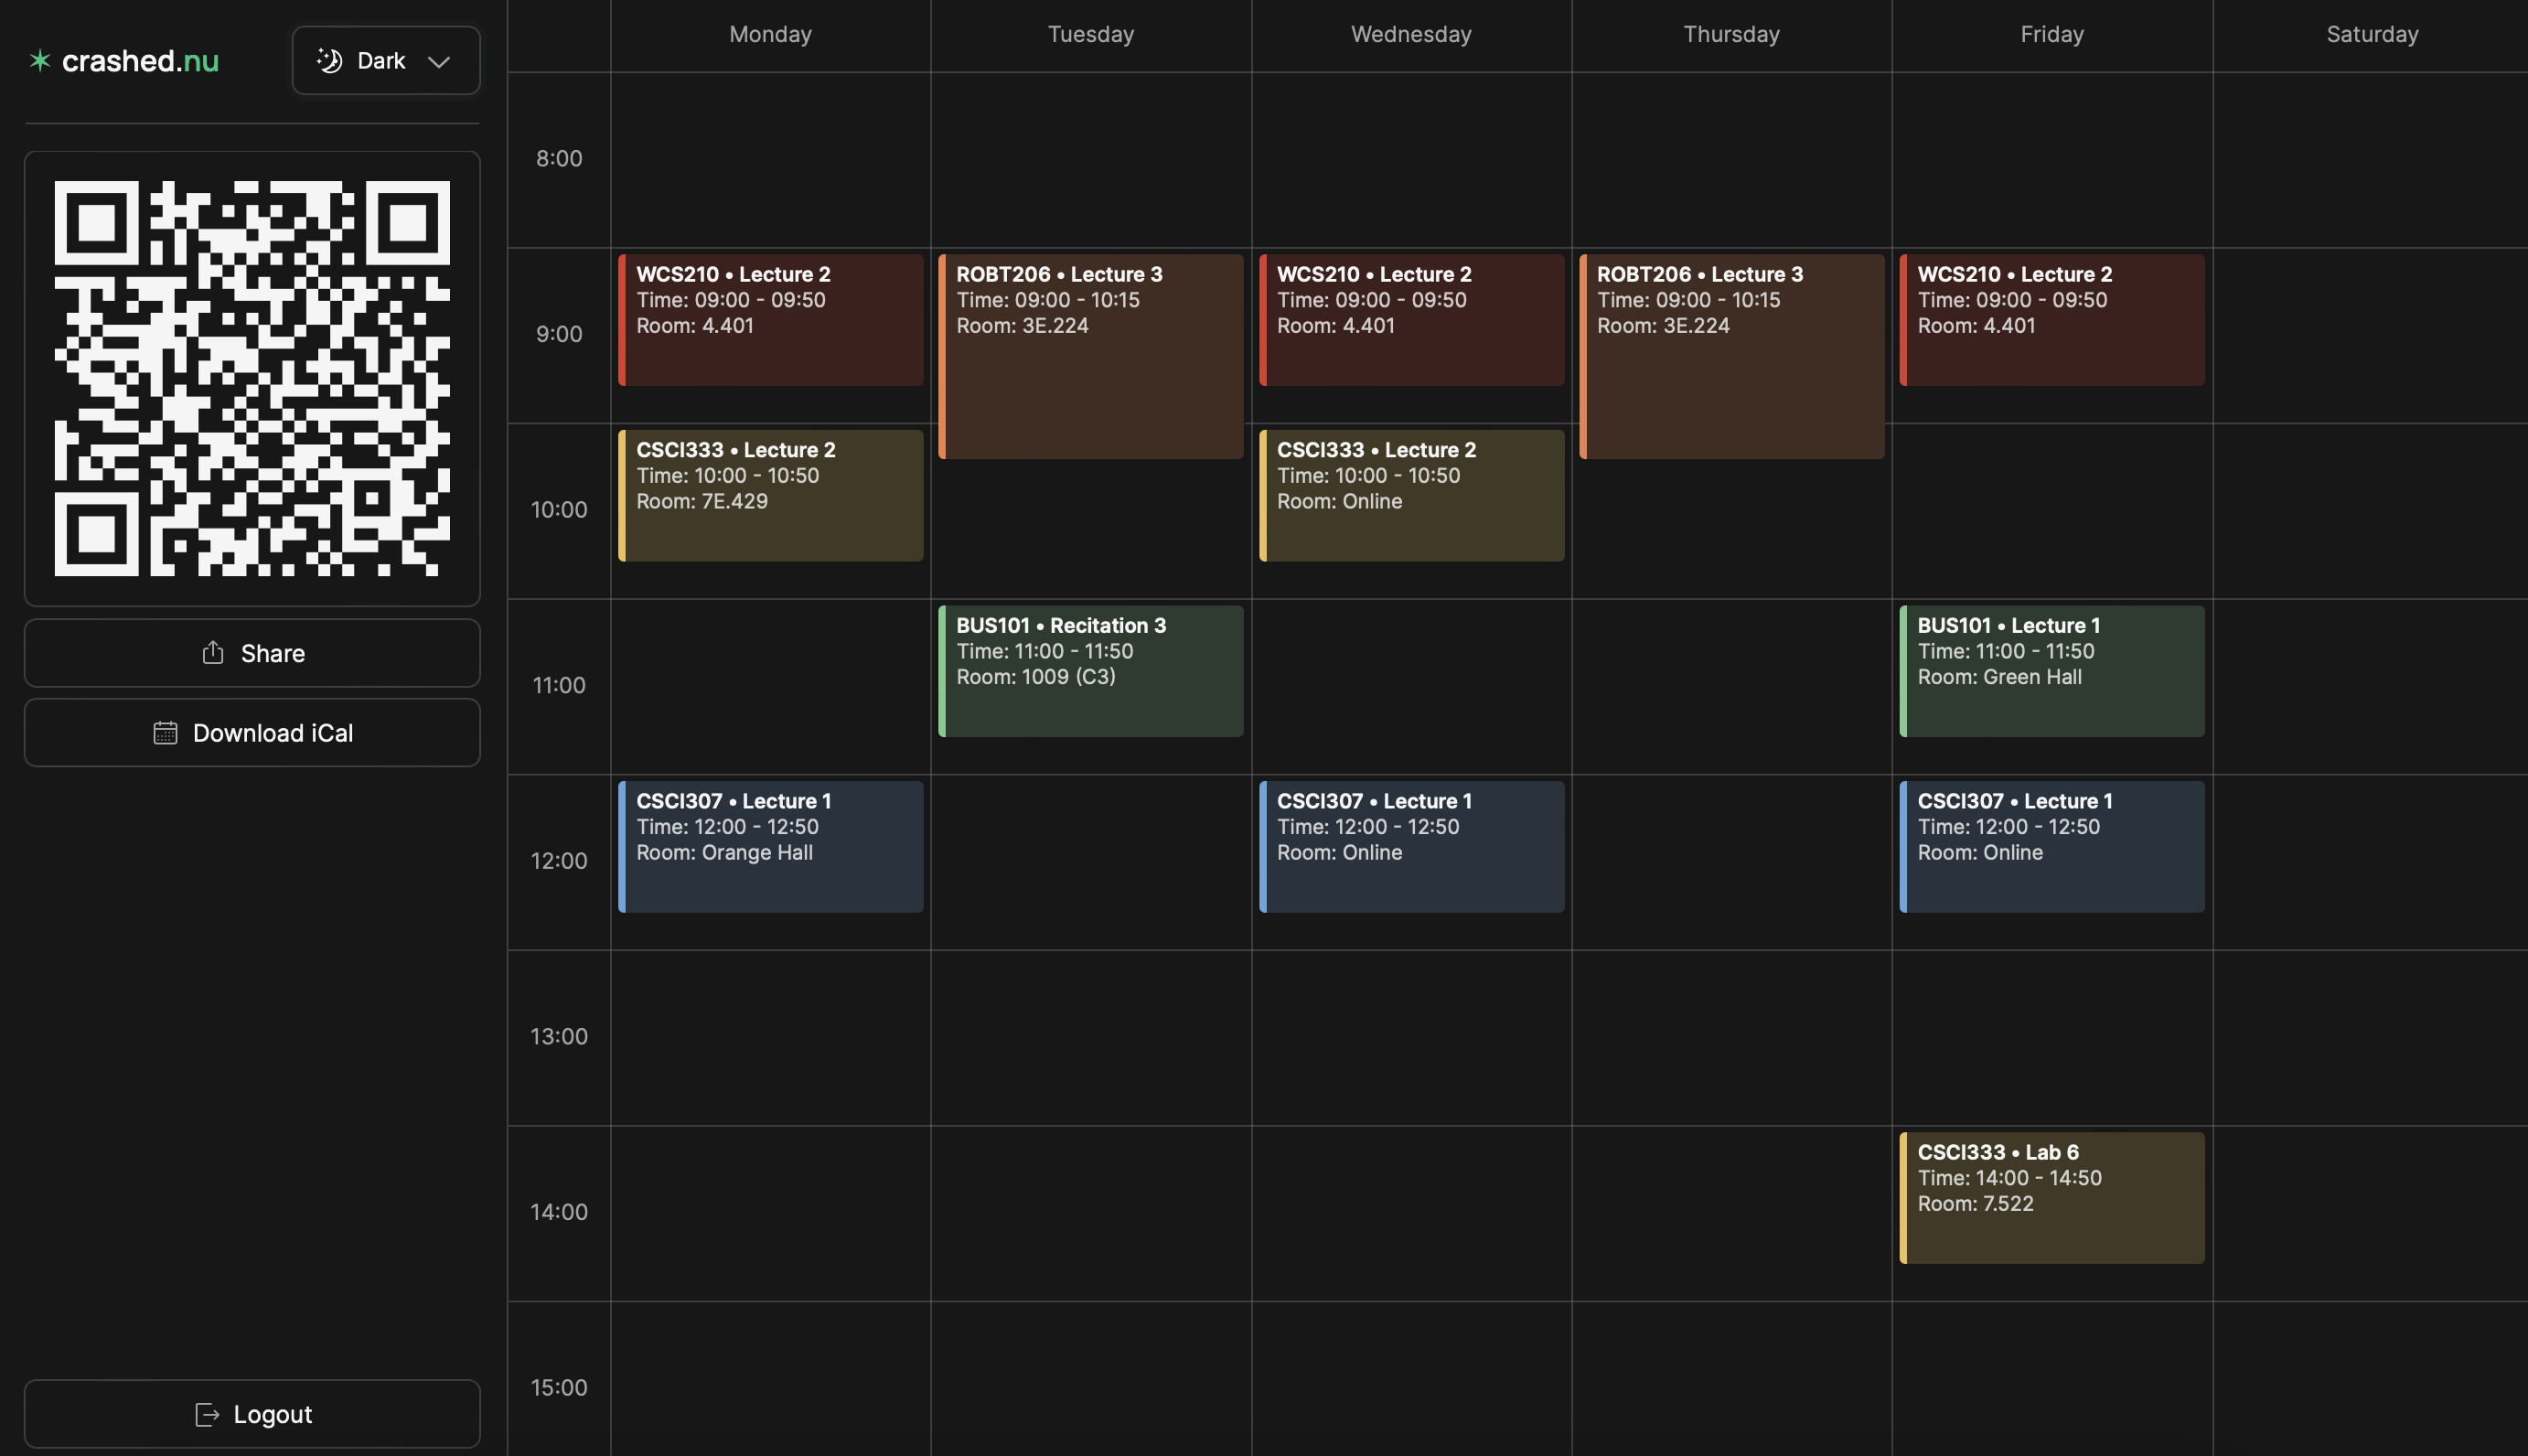 crashed.nu
Dark
Share
Download iCal
Logout
Monday
Tuesday
Wednesday
Thursday
Friday
Saturday
8:00
9:00
WCS210 • Lecture 2
Time: 09:00 - 09:50
Room: 4.401
ROBT206 • Lecture 3
Time: 09:00 - 10:15
Room: 3E.224
WCS210 • Lecture 2
Time: 09:00 - 09:50
Room: 4.401
ROBT206 • Lecture 3
Time: 09:00 - 10:15
Room: 3E.224
WCS210 • Lecture 2
Time: 09:00 - 09:50
Room: 4.401
10:00
CSCI333 • Lecture 2
Time: 10:00 - 10:50
Room: 7E.429
CSCI333 • Lecture 2
Time: 10:00 - 10:50
Room: Online
11:00
BUS101 • Recitation 3
Time: 11:00 - 11:50
Room: 1009 (C3)
BUS101 • Lecture 1
Time: 11:00 - 11:50
Room: Green Hall
12:00
CSCI307 • Lecture 1
Time: 12:00 - 12:50
Room: Orange Hall
CSCI307 • Lecture 1
Time: 12:00 - 12:50
Room: Online
CSCI307 • Lecture 1
Time: 12:00 - 12:50
Room: Online
13:00
14:00
CSCI333 • Lab 6
Time: 14:00 - 14:50
Room: 7.522
15:00